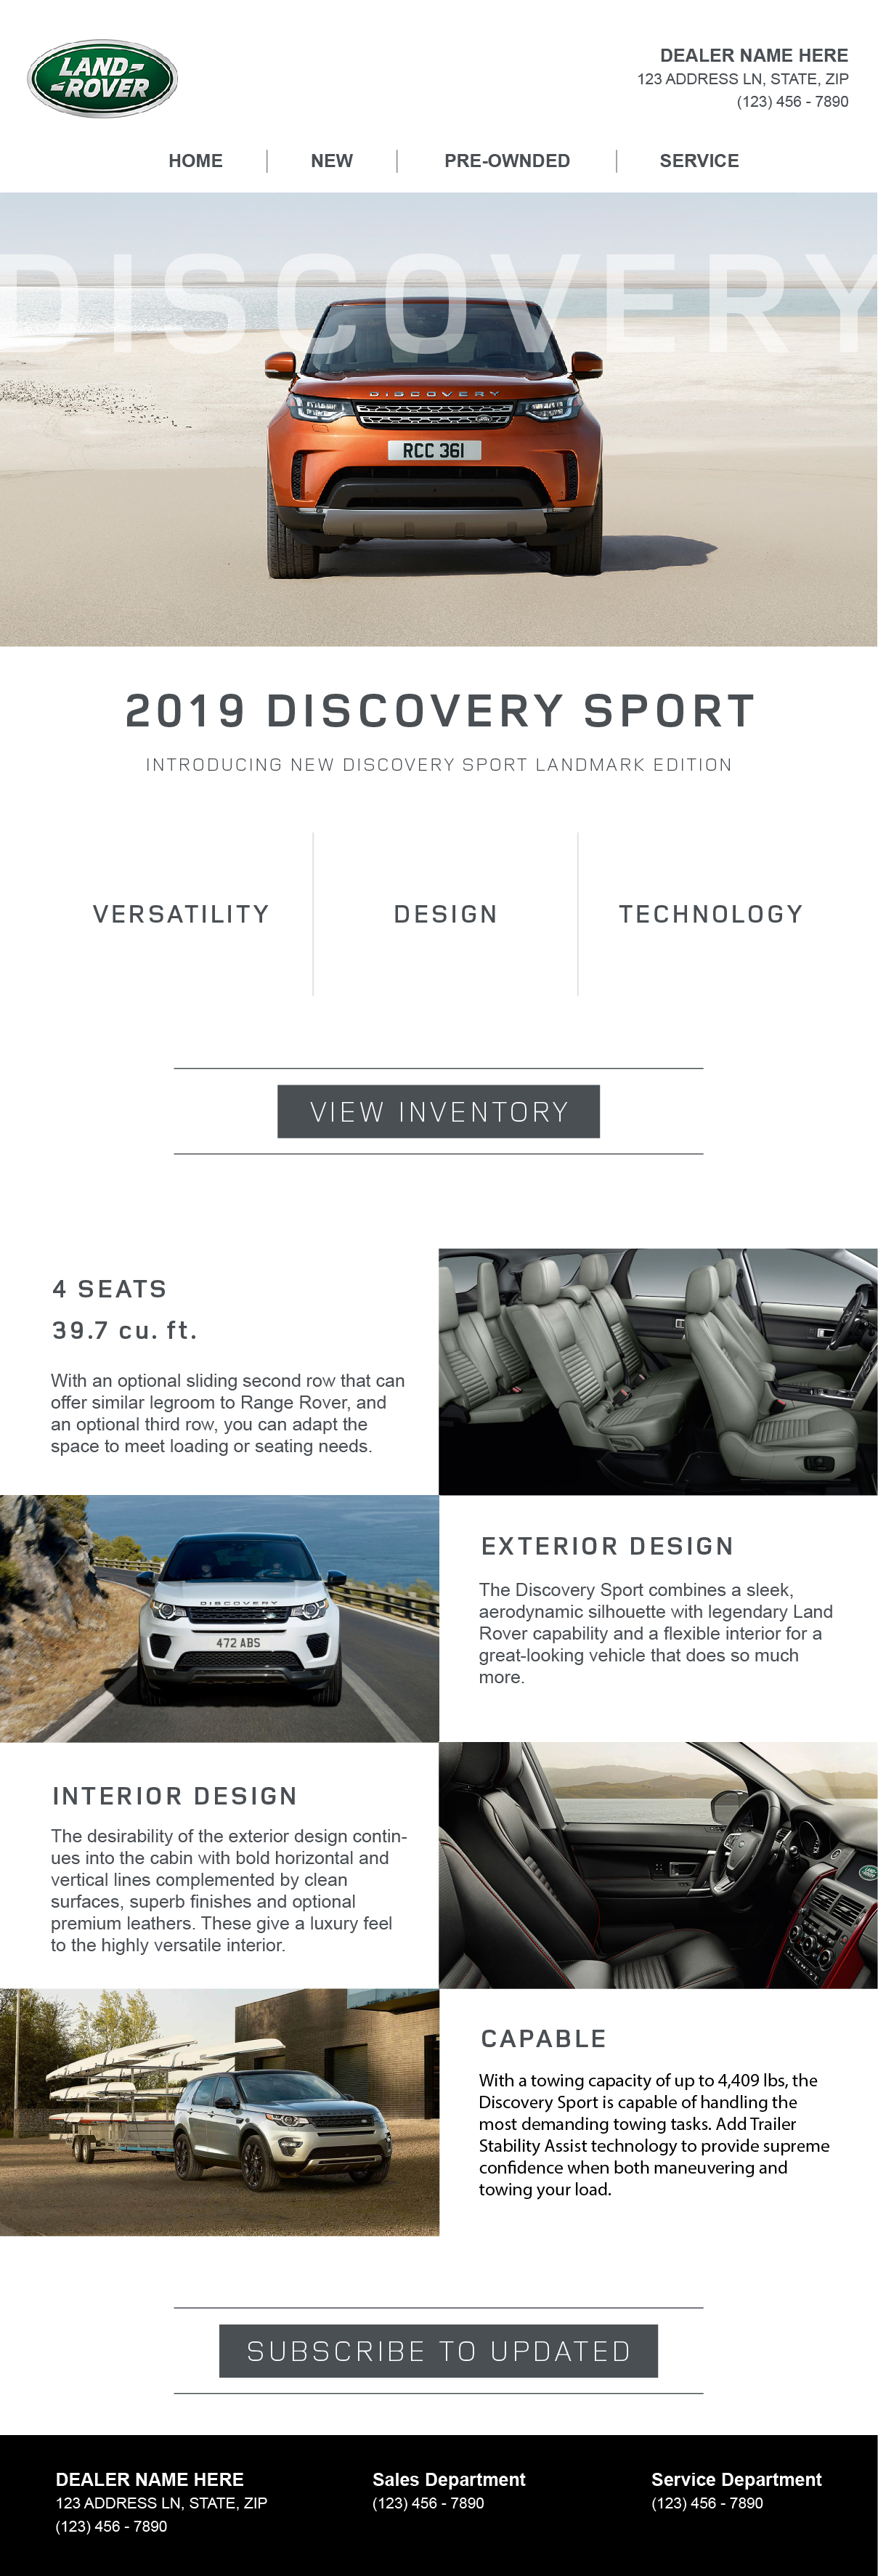 LAND-
-ROVER
DEALER NAME HERE
123 ADDRESS LN, STATE, ZIP
(123) 456 - 7890
HOME
NEW
PRE-OWNDED
SERVICE
DISCOVERY
DISCOVERY
RCC 361
2019 DISCOVERY SPORT
INTRODUCING NEW DISCOVERY SPORT LANDMARK EDITION
VERSATILITY
DESIGN
TECHNOLOGY
VIEW INVENTORY
4 SEATS
39.7 cu. ft.
With an optional sliding second row that can
offer similar legroom to Range Rover, and
an optional third row, you can adapt the
space to meet loading or seating needs.
DISCOVERY
472 ABS
EXTERIOR DESIGN
The Discovery Sport combines a sleek,
aerodynamic silhouette with legendary Land
Rover capability and a flexible interior for a
great-looking vehicle that does so much
more.
INTERIOR DESIGN
The desirability of the exterior design contin-
ues into the cabin with bold horizontal and
vertical lines complemented by clean
surfaces, superb finishes and optional
premium leathers. These give a luxury feel
to the highly versatile interior.
CAPABLE
With a towing capacity of up to 4,409 lbs, the
Discovery Sport is capable of handling the
most demanding towing tasks. Add Trailer
Stability Assist technology to provide supreme
confidence when both maneuvering and
towing your load.
SUBSCRIBE TO UPDATED
DEALER NAME HERE
123 ADDRESS LN, STATE, ZIP
(123) 456 - 7890
Sales Department
(123) 456 - 7890
Service Department
(123) 456 - 7890